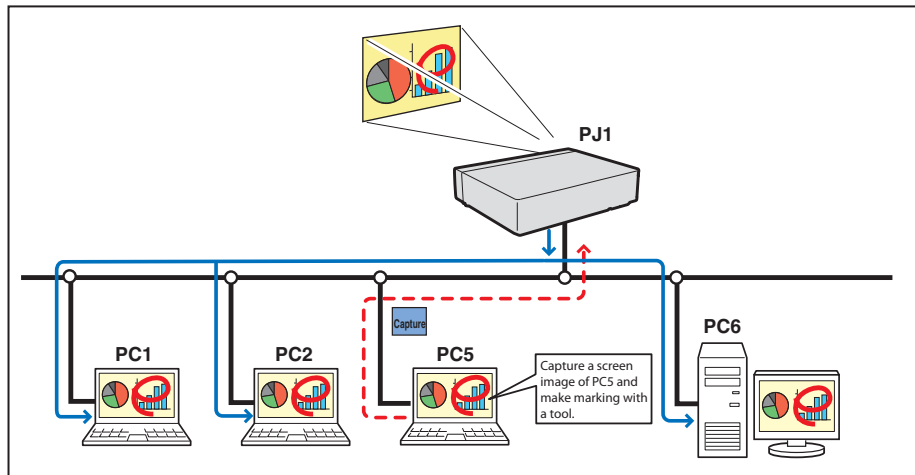 PJ1
Capture
PC1
PC2
PC5
PC6
Capture a screen
image of PC5 and
make marking with
a tool.